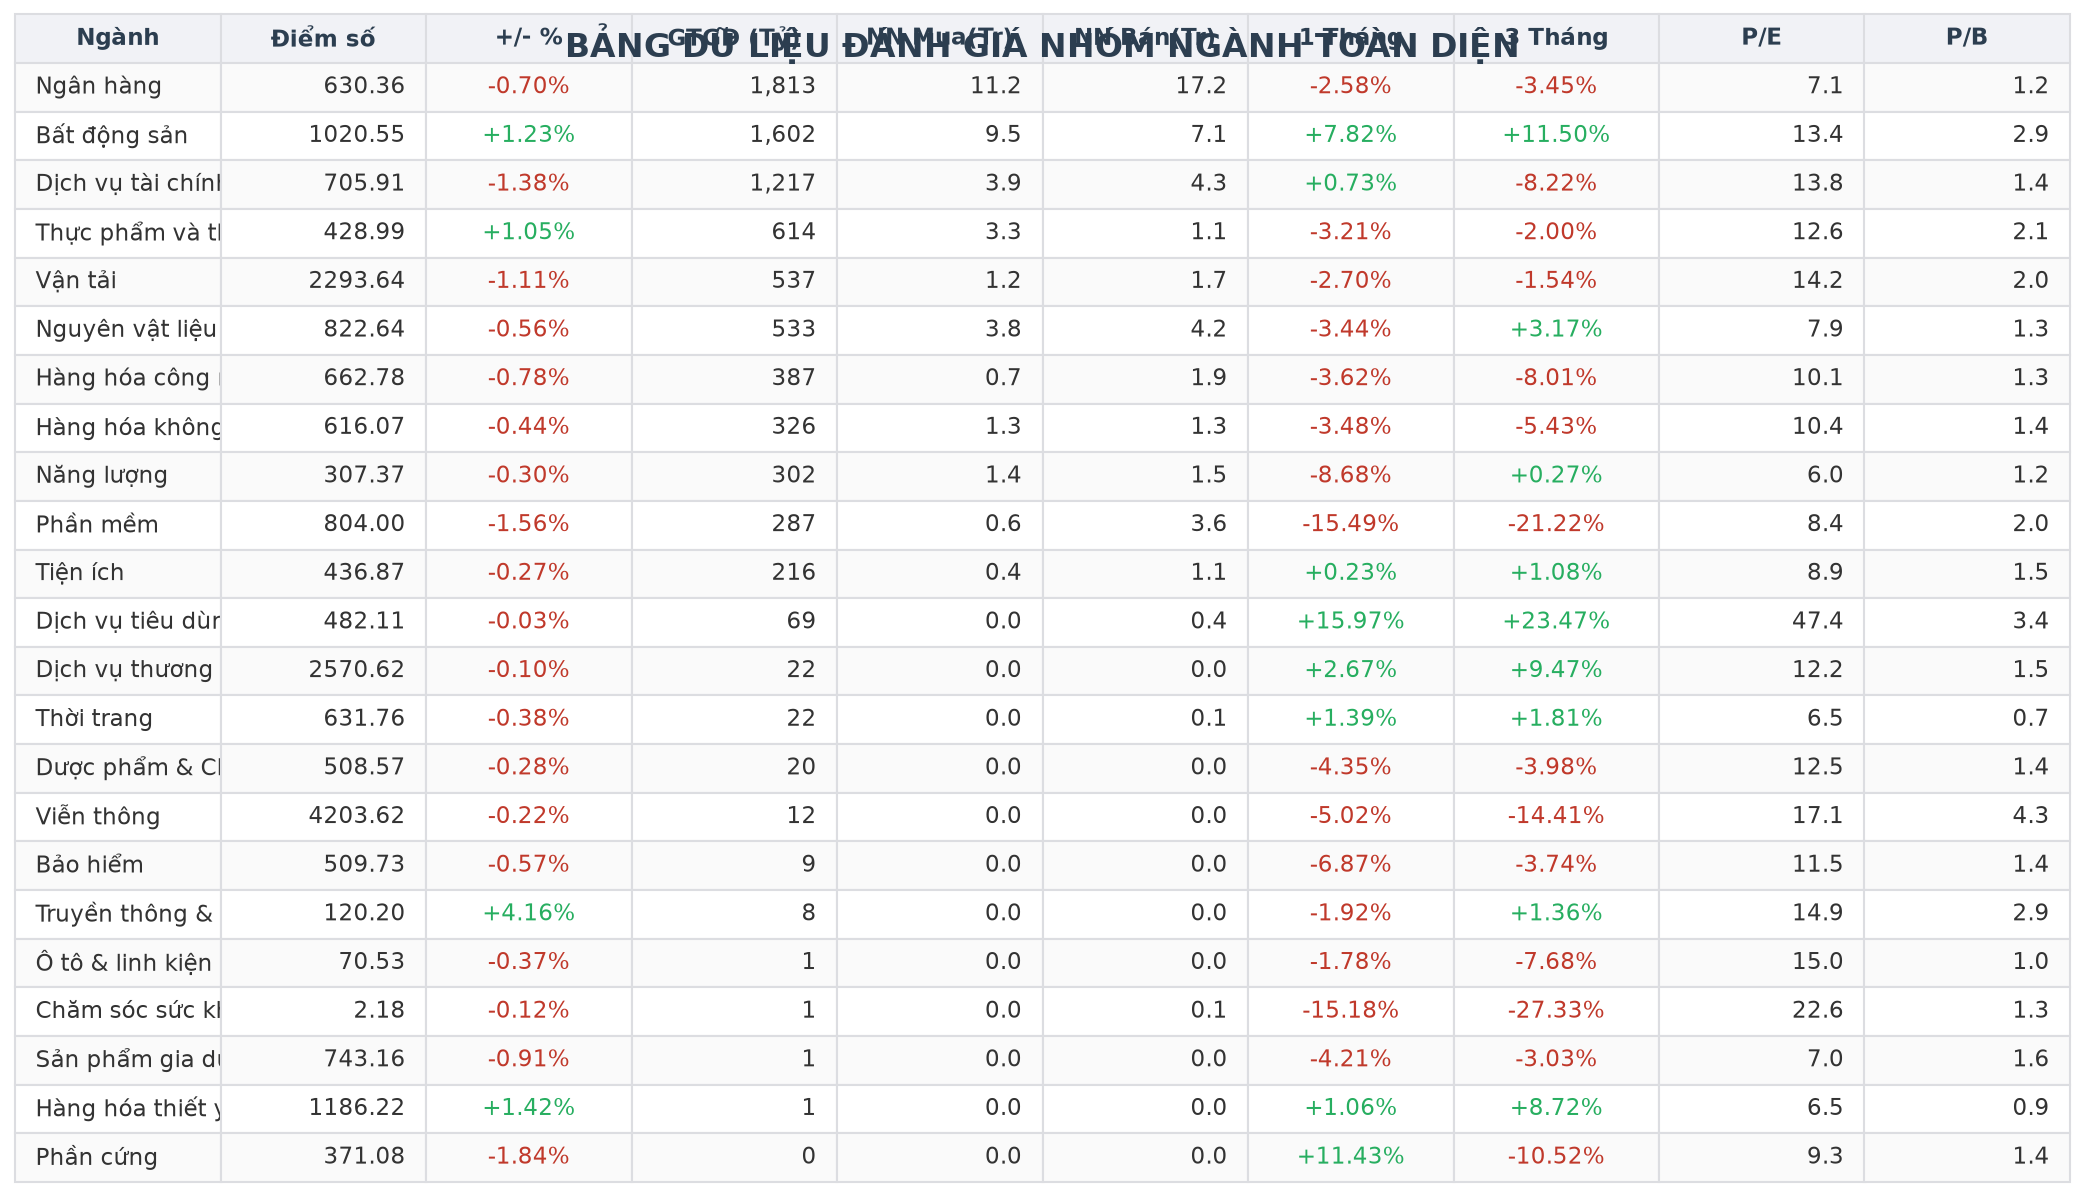 BẢNG DỮ LIỆU - ĐÁNH GIÁ NHÓM NGÀNH TOÀN DIỆN
Ngành Điểm số +/- % GTGD (Tỷ) NN Mua(Tr) NN Bán(Tr) 1 Tháng 3 Tháng P/E P/B
Ngân hàng 630.36 -0.70% 1,813 11.2 17.2 -2.58% -3.45% 7.1 1.2
Bất động sản 1020.55 +1.23% 1,602 9.5 7.1 +7.82% +11.50% 13.4 2.9
Dịch vụ tài chính 705.91 -1.38% 1,217 3.9 4.3 +0.73% -8.22% 13.8 1.4
Thực phẩm và 428.99 +1.05% 614 3.3 1.1 -3.21% -2.00% 12.6 2.1
Vận tải 2293.64 -1.11% 537 1.2 1.7 -2.70% -1.54% 14.2 2.0
Nguyên vật liệu 822.64 -0.56% 533 3.8 4.2 -3.44% +3.17% 7.9 1.3
Hàng hóa công 662.78 -0.78% 387 0.7 1.9 -3.62% -8.01% 10.1 1.3
Hàng hóa không 616.07 -0.44% 326 1.3 1.3 -3.48% -5.43% 10.4 1.4
Năng lượng 307.37 -0.30% 302 1.4 1.5 -8.68% +0.27% 6.0 1.2
Phần mềm 804.00 -1.56% 287 0.6 3.6 -15.49% -21.22% 8.4 2.0
Tiện ích 436.87 -0.27% 216 0.4 1.1 +0.23% +1.08% 8.9 1.5
Dịch vụ tiêu 482.11 -0.03% 69 0.0 0.4 +15.97% +23.47% 47.4 3.4
Dịch vụ thương 2570.62 -0.10% 22 0.0 0.0 +2.67% +9.47% 12.2 1.5
Thời trang 631.76 -0.38% 22 0.0 0.1 +1.39% +1.81% 6.5 0.7
Dược phẩm & 508.57 -0.28% 20 0.0 0.0 -4.35% -3.98% 12.5 1.4
Viễn thông 4203.62 -0.22% 12 0.0 0.0 -5.02% -14.41% 17.1 4.3
Bảo hiểm 509.73 -0.57% 9 0.0 0.0 -6.87% -3.74% 11.5 1.4
Truyền thông & 120.20 +4.16% 8 0.0 0.0 -1.92% +1.36% 14.9 2.9
Ô tô & linh kiện 70.53 -0.37% 1 0.0 0.0 -1.78% -7.68% 15.0 1.0
Chăm sóc sức 2.18 -0.12% 1 0.0 0.1 -15.18% -27.33% 22.6 1.3
Sản phẩm gia 743.16 -0.91% 1 0.0 0.0 -4.21% -3.03% 7.0 1.6
Hàng hóa thiết 1186.22 +1.42% 1 0.0 0.0 +1.06% +8.72% 6.5 0.9
Phần cứng 371.08 -1.84% 0 0.0 0.0 +11.43% -10.52% 9.3 1.4